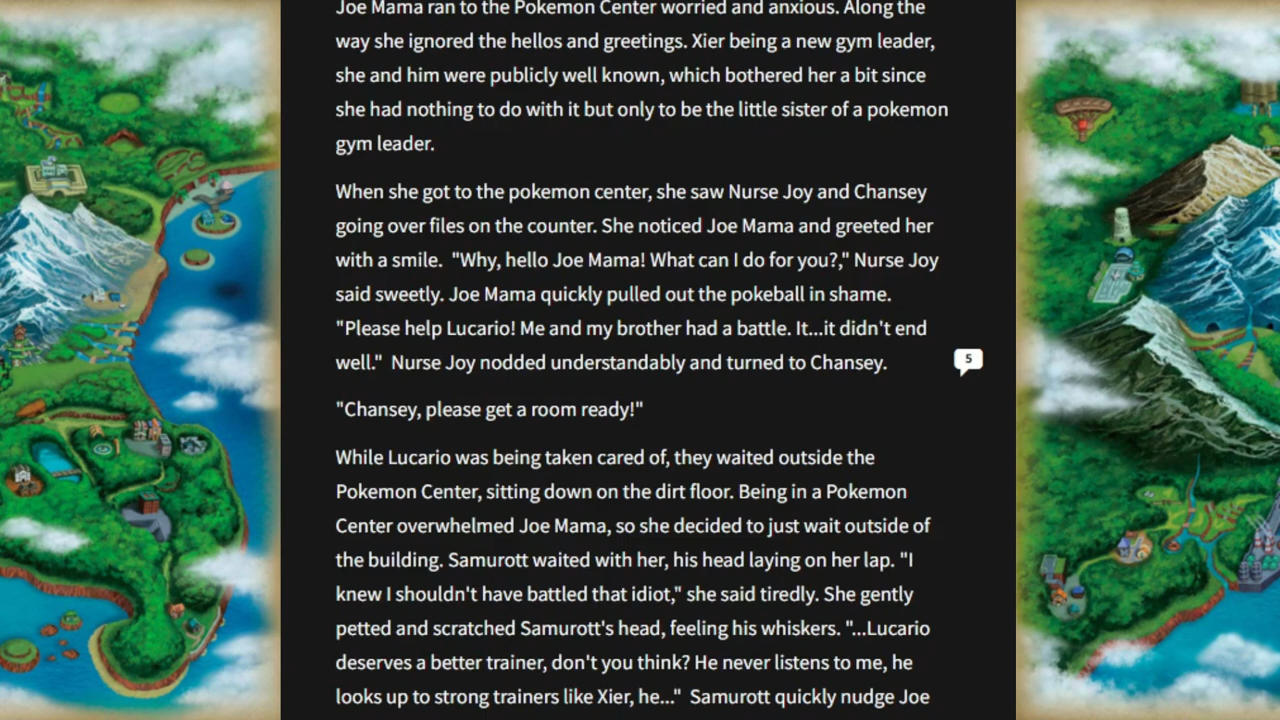 Joe Mama ran to the Pokemon Center worried and anxious. Along the
way she ignored the hellos and greetings. Xier being a new gym leader,
she and him were publicly well known, which bothered her a bit since
she had nothing to do with it but only to be the little sister of a pokemon
gym leader.
When she got to the pokemon center, she saw Nurse Joy and Chansey
going over files on the counter. She noticed Joe Mama and greeted her
with a smile.  "Why, hello Joe Mama! What can I do for you?," Nurse Joy
said sweetly. Joe Mama quickly pulled out the pokeball in shame.
"Please help Lucario! Me and my brother had a battle. It...it didn't end
well."  Nurse Joy nodded understandably and turned to Chansey.
5
"Chansey, please get a room ready!"
While Lucario was being taken cared of, they waited outside the
Pokemon Center, sitting down on the dirt floor. Being in a Pokemon
Center overwhelmed Joe Mama, so she decided to just wait outside of
the building. Samurott waited with her, his head laying on her lap. "I
knew I shouldn't have battled that idiot," she said tiredly. She gently
petted and scratched Samurott's head, feeling his whiskers. "...Lucario
deserves a better trainer, don't you think? He never listens to me, he
looks up to strong trainers like Xier, he..."  Samurott quickly nudge Joe